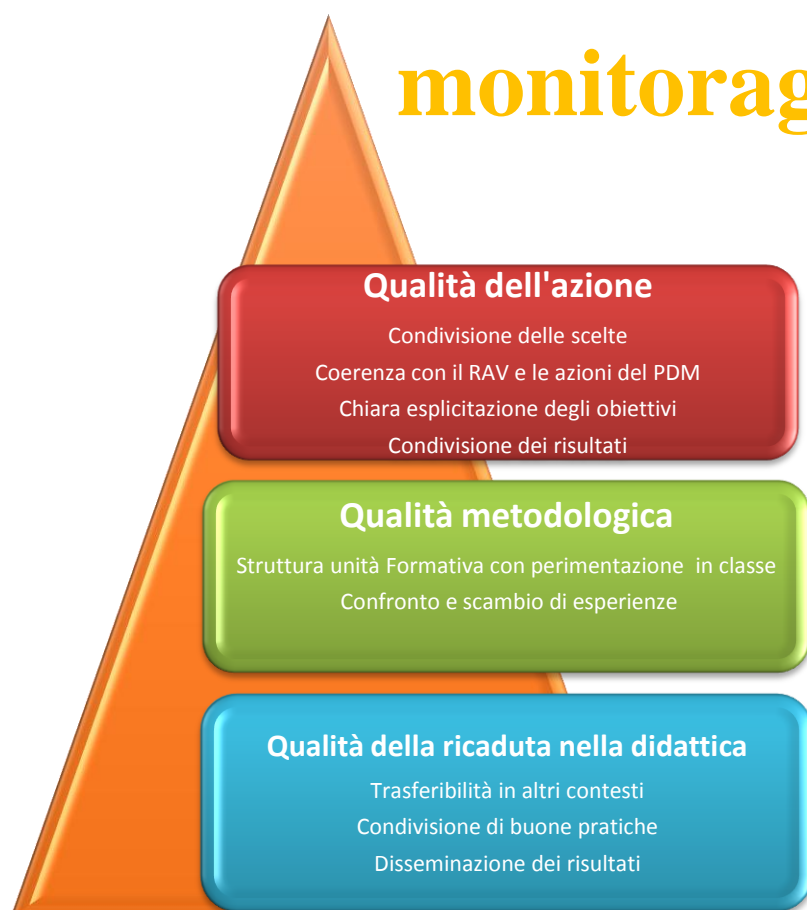 monitorag
Qualità dell'azione
Condivisione delle scelte
Coerenza con il RAV e le azioni del PDM
Chiara esplicitazione degli obiettivi
Condivisione dei risultati
Qualità metodologica
Struttura unità Formativa con perimentazione  in classe
Confronto e scambio di esperienze
Qualità della ricaduta nella didattica
Trasferibilità in altri contesti
Condivisione di buone pratiche
Disseminazione dei risultati